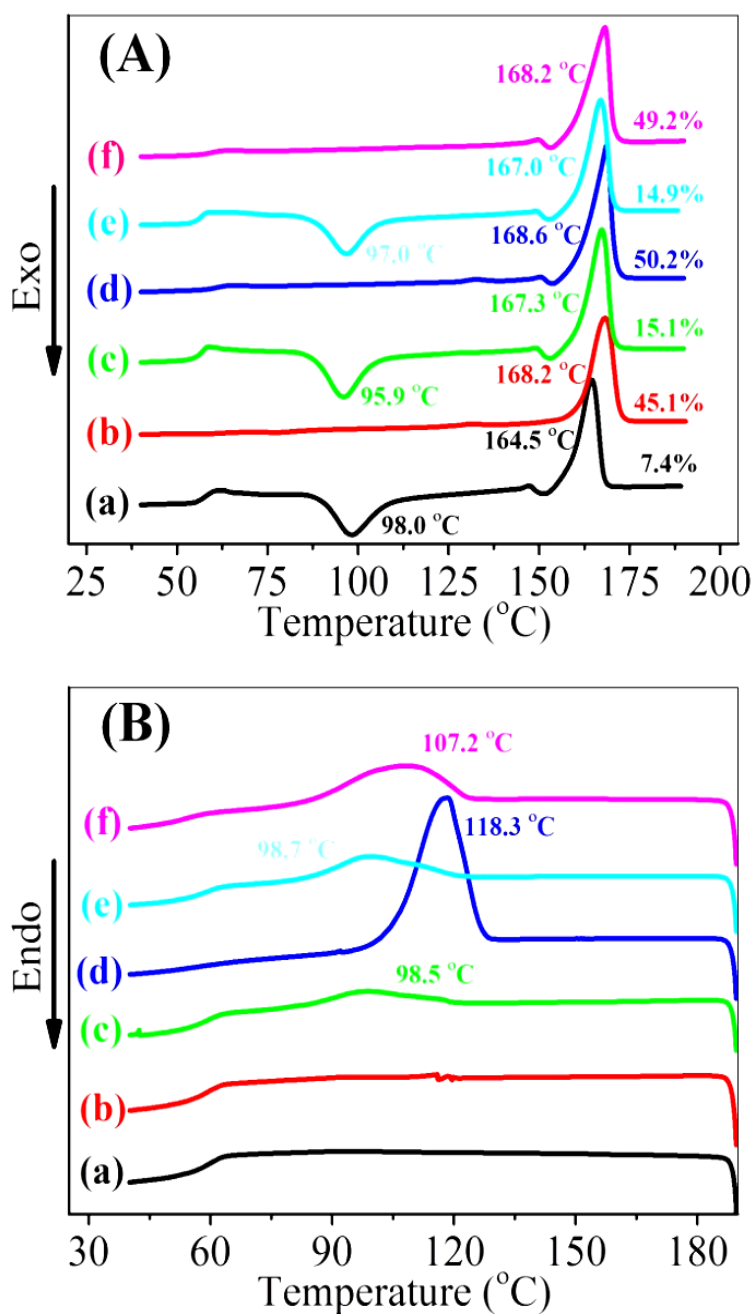 (A)
168.2 °C
(f)
49.2%
167.0 °C
(e)
14.9%
97.0 °C
168.6 °C
(d)
50.2%
167.3 °C
(c)
15.1%
95.9 °C
168.2 °C
(b)
45.1%
164.5 °C
7.4%
(a)
98.0 °C
Exo
25 50 75 100 125 150 175 200
Temperature (°C)
(B)
107.2 °C
(f)
118.3 °C
98.7 °C
(e)
(d)
98.5 °C
(c)
(b)
(a)
Endo
30 60 90 120 150 180
Temperature (°C)